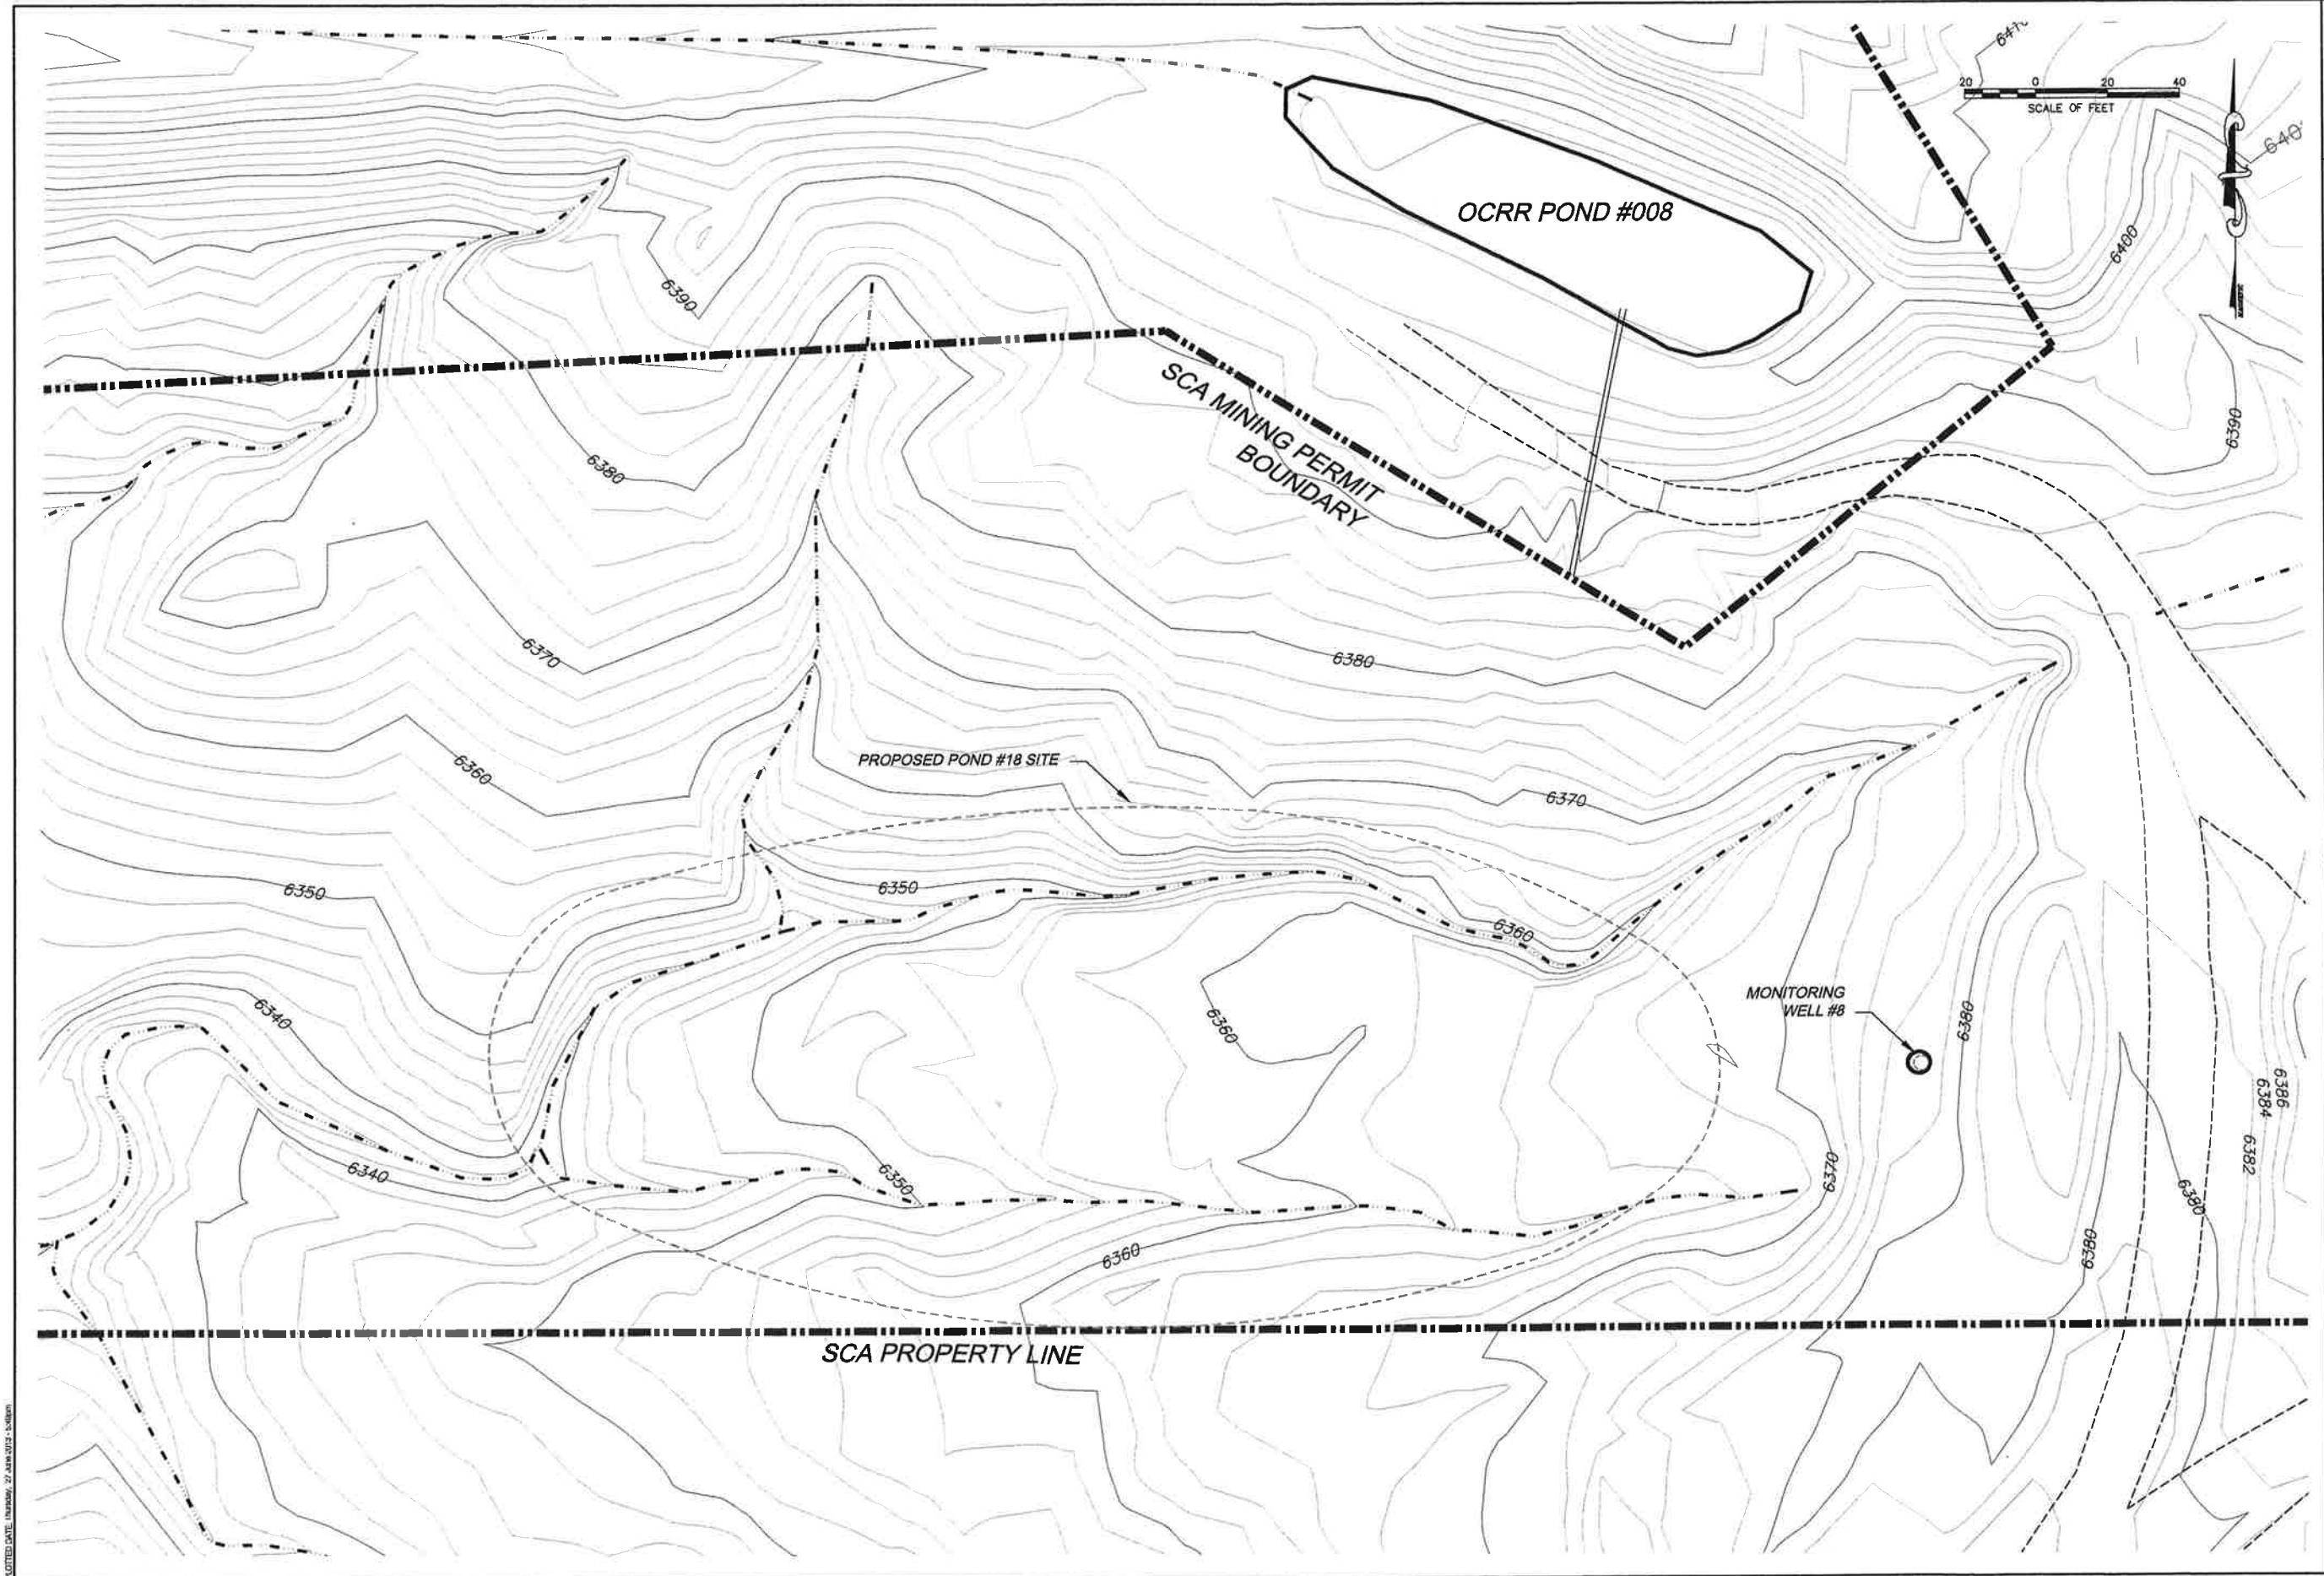 20 0 20 40
SCALE OF FEET
6400
OCRR POND #008
6390
6390
SCA MINING PERMIT
BOUNDARY
6380
6370
6380
PROPOSED POND #18 SITE
6360
6370
6350
6350
6360
MONITORING
WELL #8
6340
6360
6380
6386
6384
6382
6340
6350
6370
6380
6360
6380
SCA PROPERTY LINE